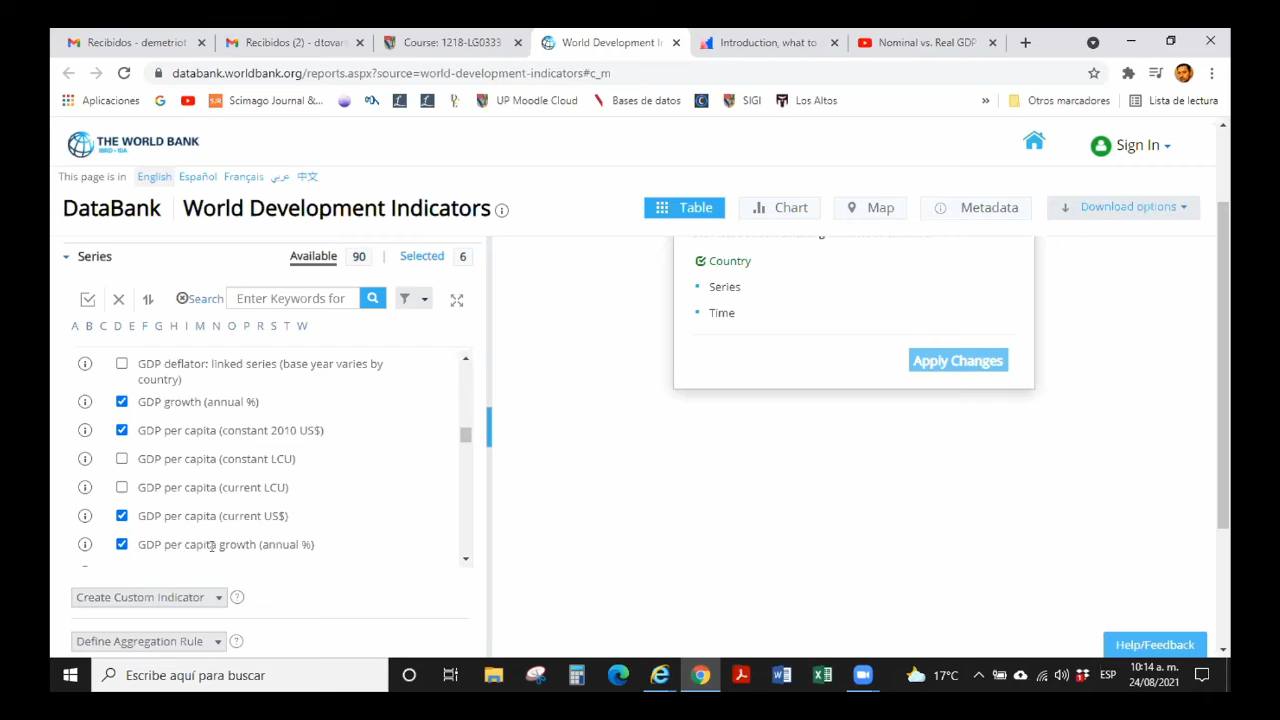 Recibidos - demetriot
Recibidos (2) - dtovar
Course: 1218-LG0333
World Development I
Introduction, what to
Nominal vs. Real GDP
databank.worldbank.org/reports.aspx?source=world-development-indicators#c_m
Aplicaciones
Scimago Journal &...
UP Moodle Cloud
Bases de datos
SIGI
Los Altos
»
Otros marcadores
Lista de lectura
THE WORLD BANK
IBRD • IDA
Sign In
This page is in English Español Français عربي 中文
DataBank World Development Indicators
Table
Chart
Map
Metadata
Download options
Series
Available 90 | Selected 6
Search
Enter Keywords for
A B C D E F G H I M N O P R S T W
GDP deflator: linked series (base year varies by
country)
GDP growth (annual %)
GDP per capita (constant 2010 US$)
GDP per capita (constant LCU)
GDP per capita (current LCU)
GDP per capita (current US$)
GDP per capita growth (annual %)
Create Custom Indicator
Define Aggregation Rule
Country
Series
Time
Apply Changes
Help/Feedback
Escribe aquí para buscar
17°C
ESP
10:14 a. m.
24/08/2021